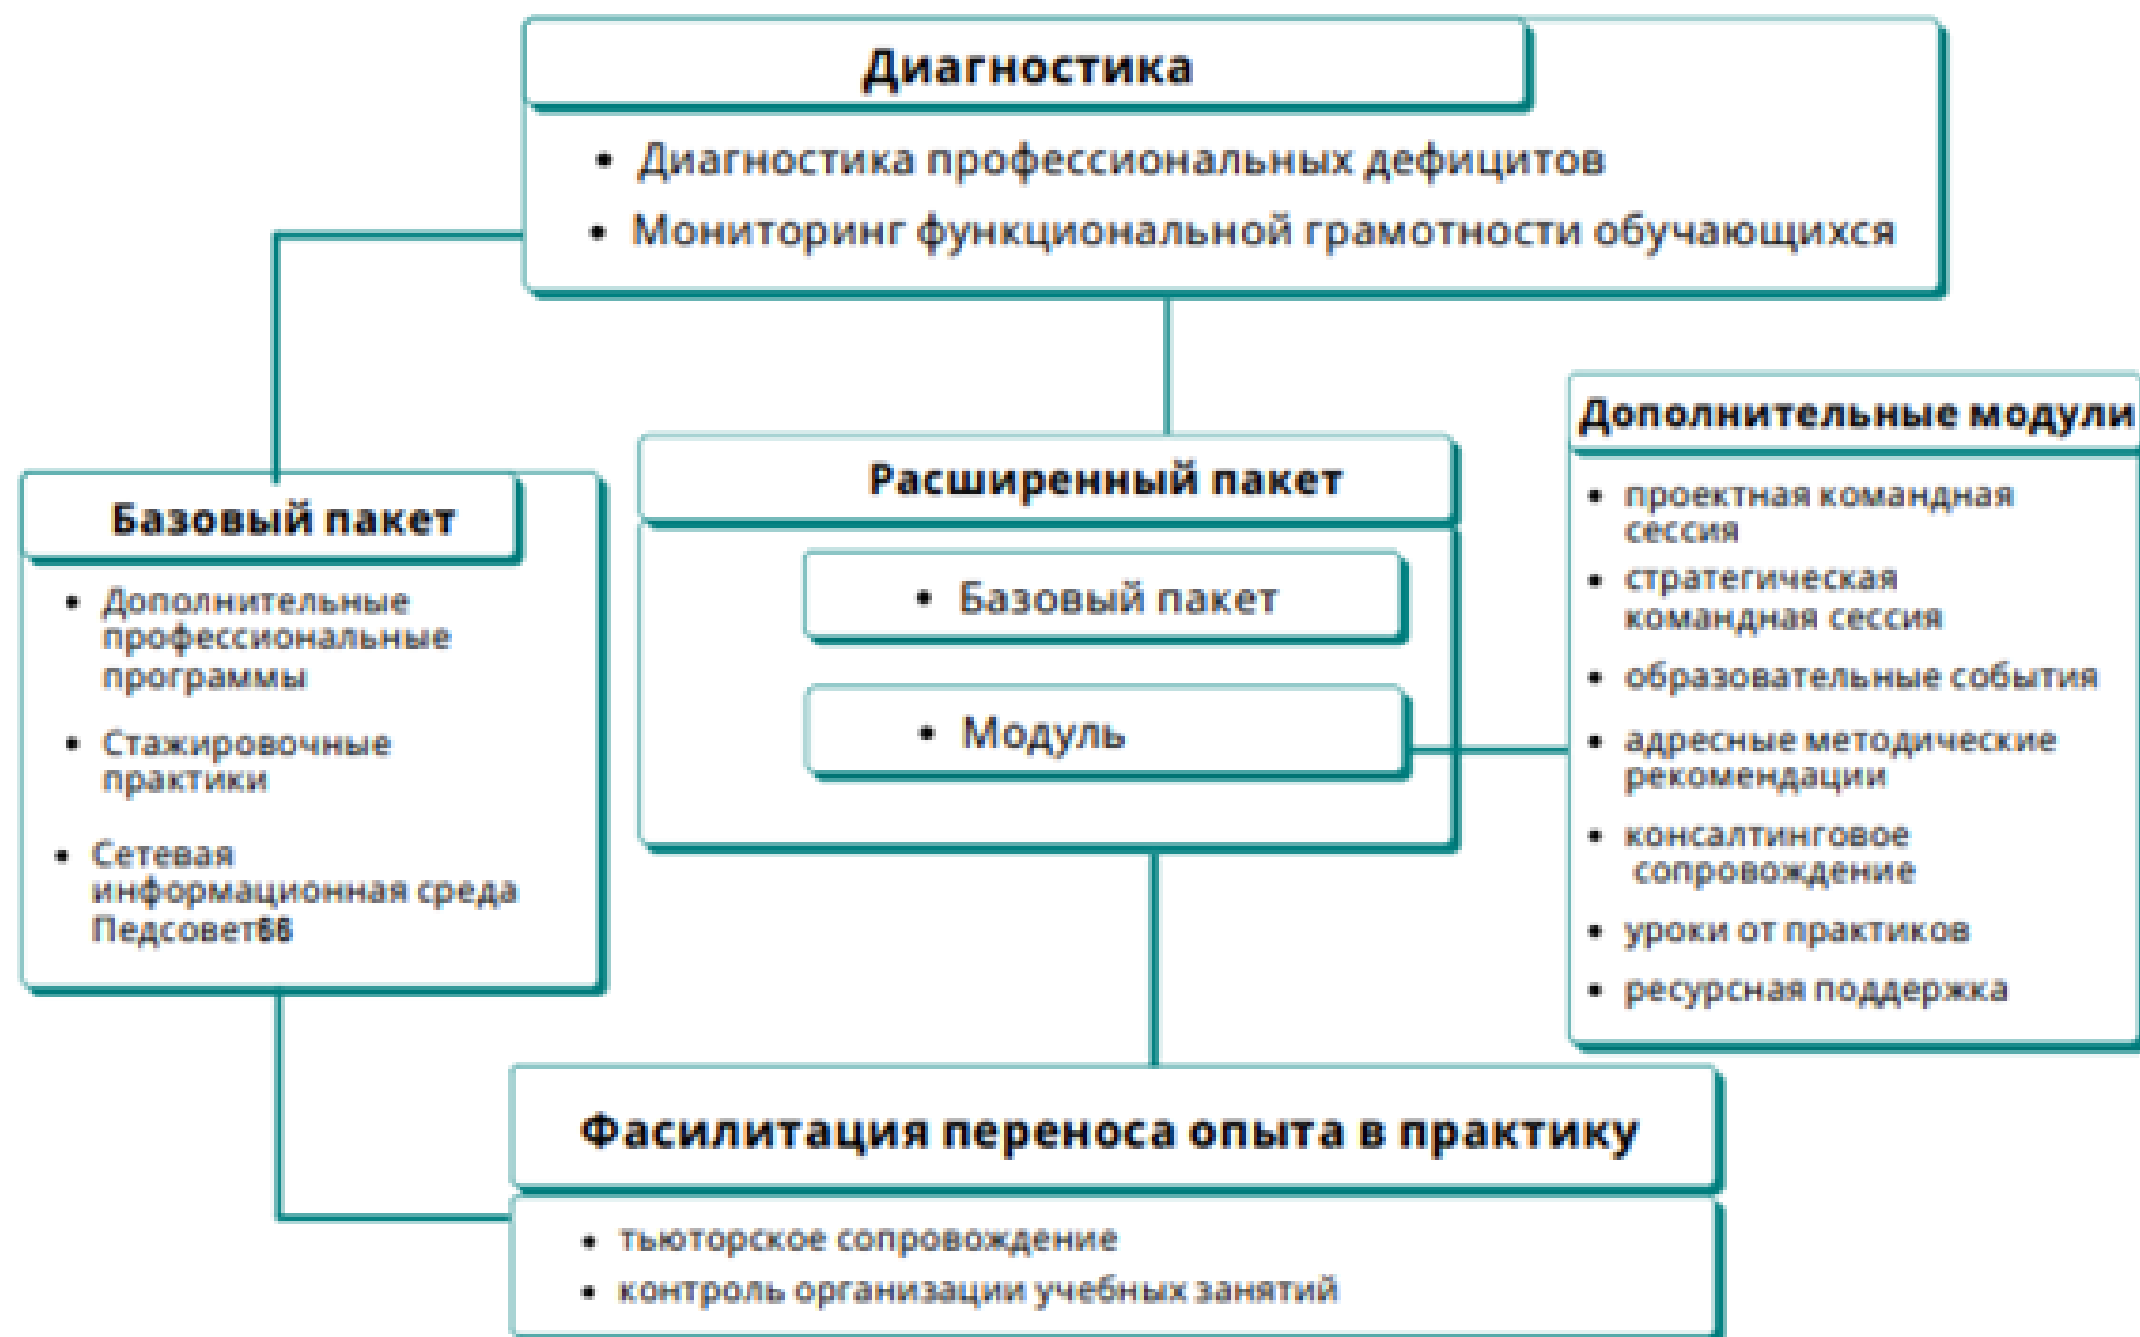 Диагностика
• Диагностика профессиональных дефицитов
• Мониторинг функциональной грамотности обучающихся
Базовый пакет
• Дополнительные
профессиональные
программы
• Стажировочные
практики
• Сетевая
информационная среда
Педсовет66
Расширенный пакет
• Базовый пакет
• Модуль
Дополнительные модули
• проектная командная
сессия
• стратегическая
командная сессия
• образовательные события
• адресные методические
рекомендации
• консалтинговое
сопровождение
• уроки от практиков
• ресурсная поддержка
Фасилитация переноса опыта в практику
• тьюторское сопровождение
• контроль организации учебных занятий